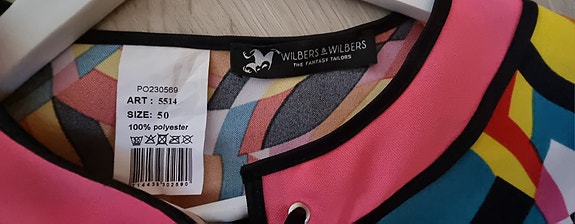 PO230569
ART : 5514
SIZE: 50
100% polyester
WILBERS & WILBERS
THE FANTASY TAILORS